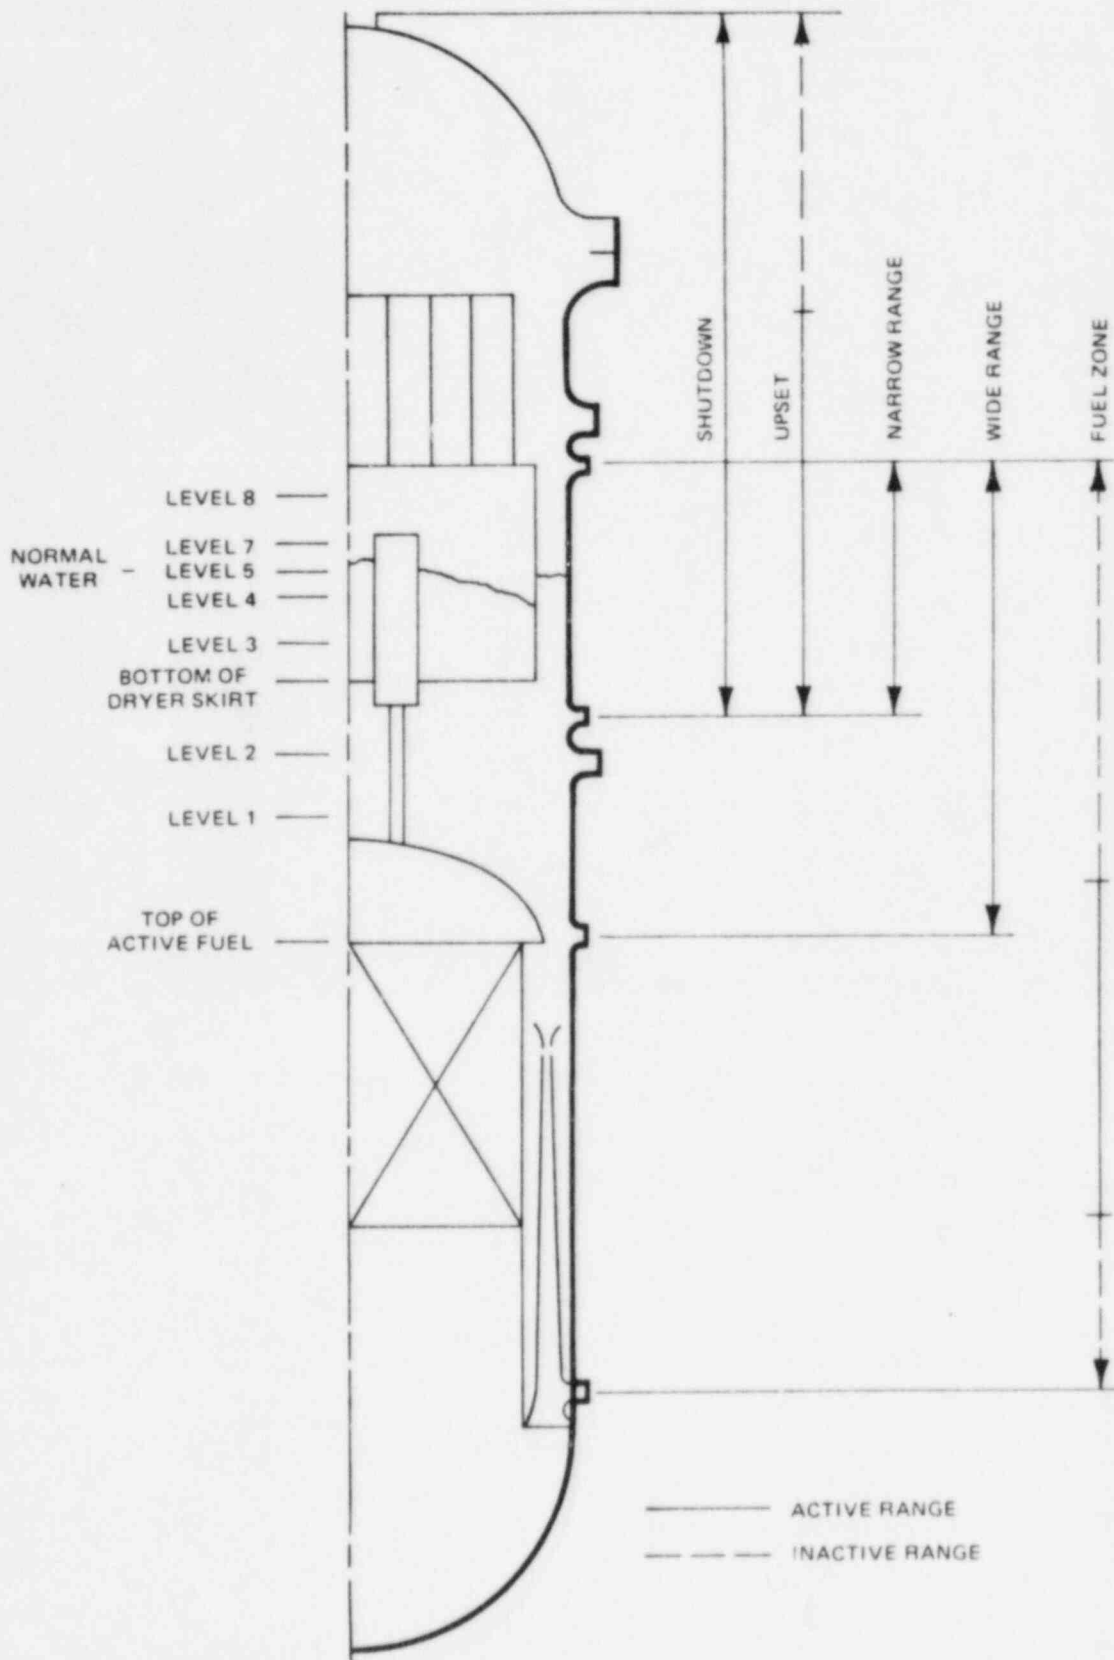 SHUTDOWN
UPSET
NARROW RANGE
WIDE RANGE
FUEL ZONE
LEVEL 8
LEVEL 7
NORMAL
WATER
LEVEL 5
LEVEL 4
LEVEL 3
BOTTOM OF
DRYER SKIRT
LEVEL 2
LEVEL 1
TOP OF
ACTIVE FUEL
ACTIVE RANGE
INACTIVE RANGE